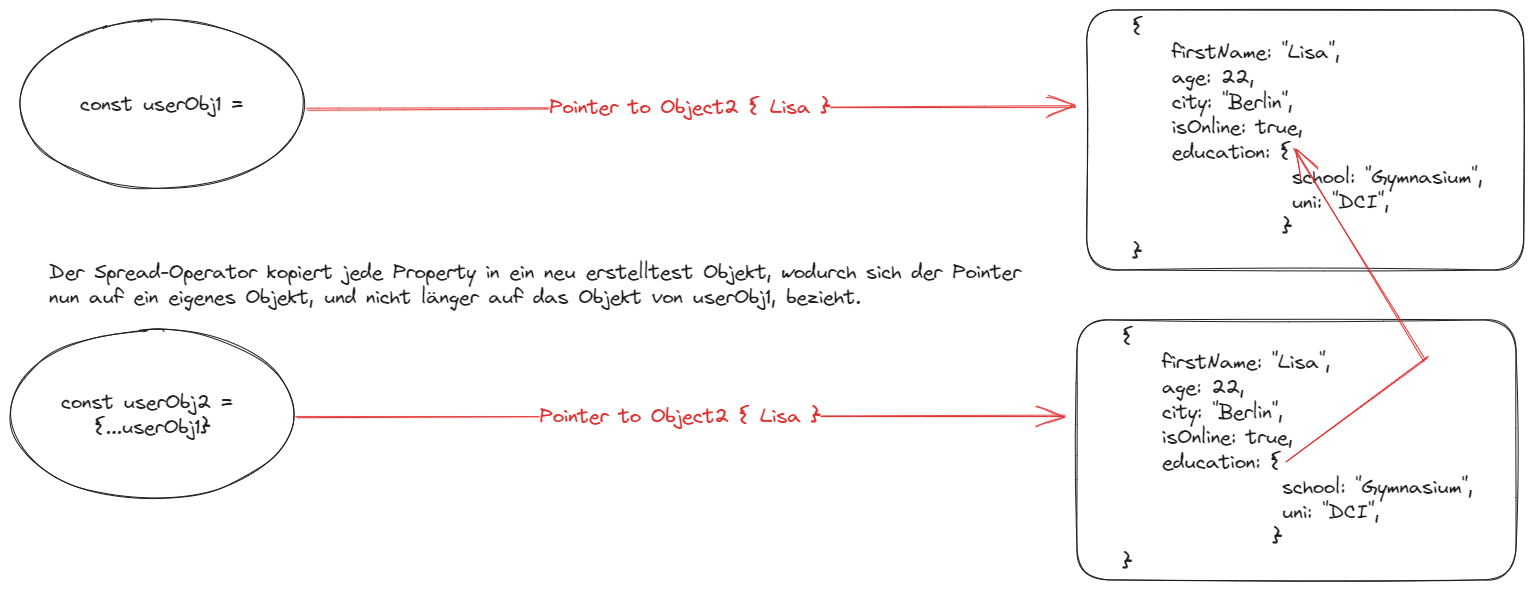 const userObj1 =
Pointer to Object2 { Lisa }
{
firstName: "Lisa",
age: 22,
city: "Berlin",
isOnline: true,
education: {
school: "Gymnasium",
uni: "DCI",
}
}
Der Spread-Operator kopiert jede Property in ein neu erstelltest Objekt, wodurch sich der Pointer
nun auf ein eigenes Objekt, und nicht länger auf das Objekt von userObj1, bezieht.
const userObj2 =
{...userObj1}
Pointer to Object2 { Lisa }
{
firstName: "Lisa",
age: 22,
city: "Berlin",
isOnline: true,
education: {
school: "Gymnasium",
uni: "DCI",
}
}